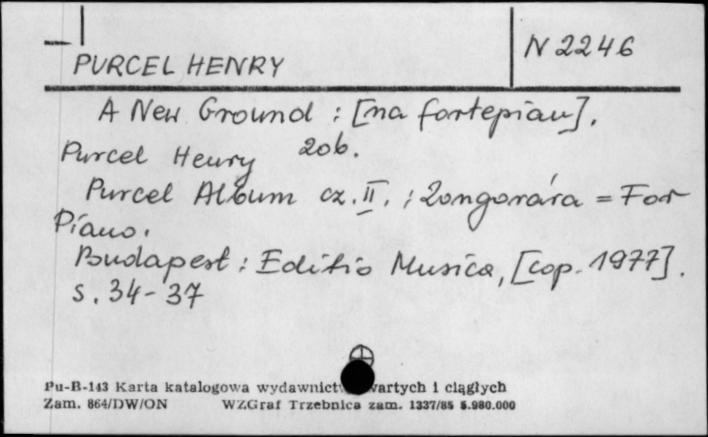 PURCEL HENRY
N 2246
A New Ground : [na fortepian].
Purcel Henry zob.
Purcel Album cz. II. ; Zongorára = For
Piano.
Budapest : Editio Musica, [cop. 1977].
s. 34-37
Pu-B-143 Karta katalogowa wydawnict wartych i ciągłych
Zam. 864/DW/ON WZGraf Trzebnica zam. 1337/85 5.980.000